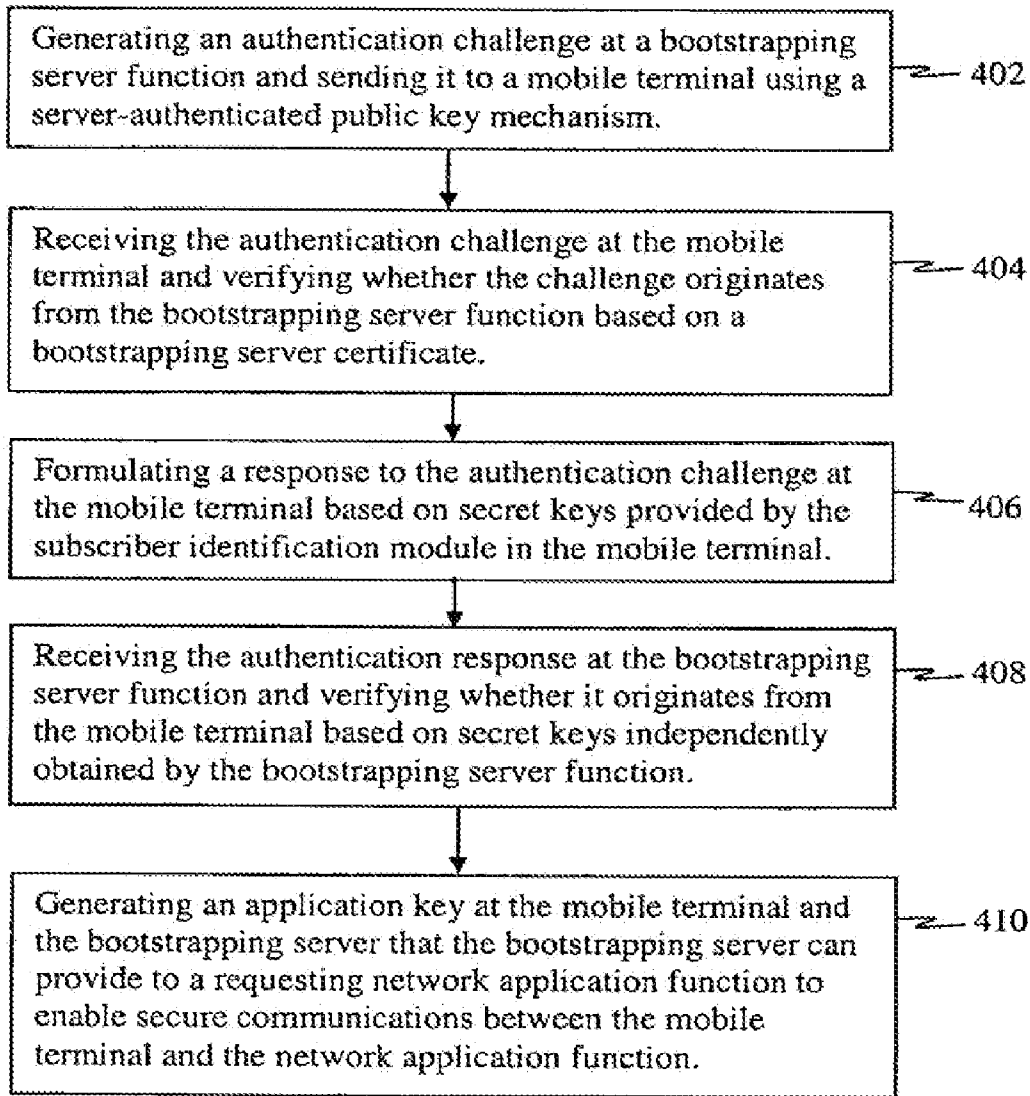 Generating an authentication challenge at a bootstrapping
server function and sending it to a mobile terminal using a
server-authenticated public key mechanism.
402
Receiving the authentication challenge at the mobile
terminal and verifying whether the challenge originates
from the bootstrapping server function based on a
bootstrapping server certificate.
404
Formulating a response to the authentication challenge at
the mobile terminal based on secret keys provided by the
subscriber identification module in the mobile terminal.
406
Receiving the authentication response at the bootstrapping
server function and verifying whether it originates from
the mobile terminal based on secret keys independently
obtained by the bootstrapping server function.
408
Generating an application key at the mobile terminal and
the bootstrapping server that the bootstrapping server can
provide to a requesting network application function to
enable secure communications between the mobile
terminal and the network application function.
410